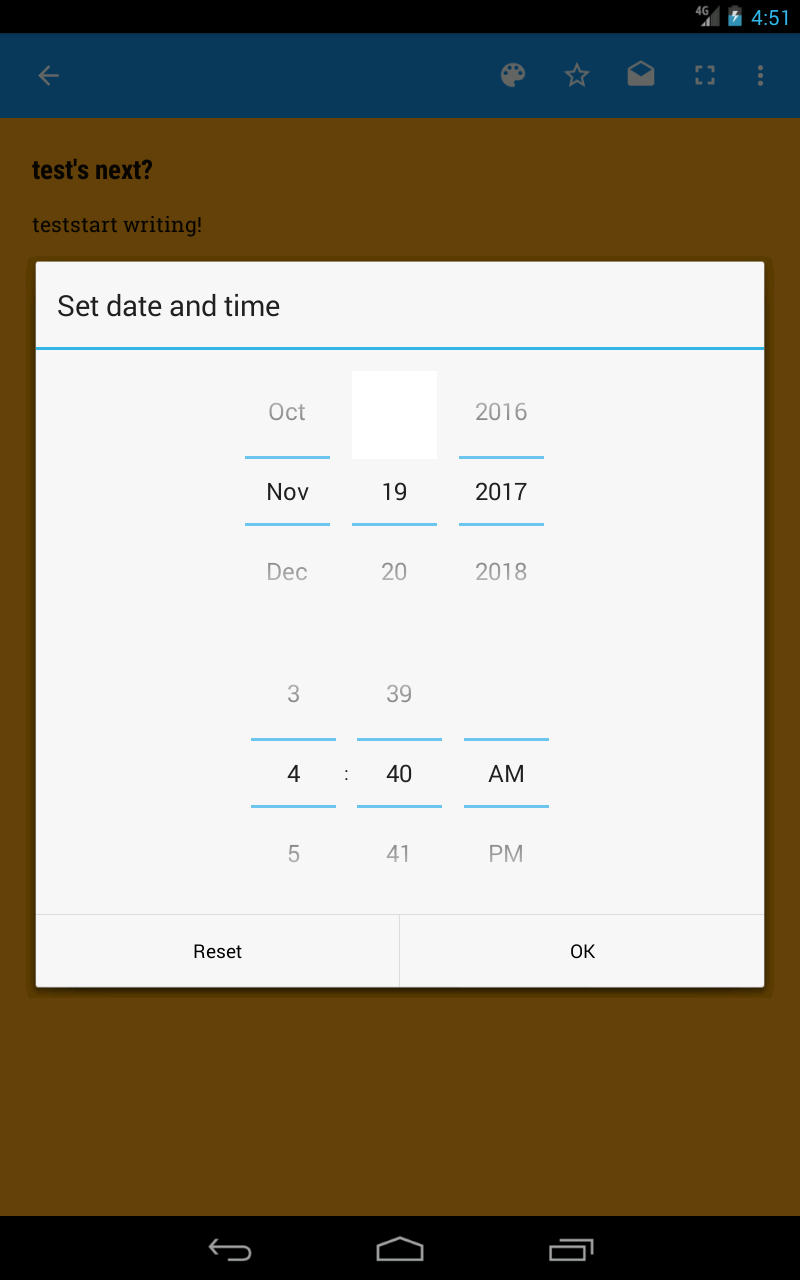 4G 4:51
test's next?
teststart writing!
Set date and time
Oct 2016
Nov 19 2017
Dec 20 2018
3 39
4 : 40 AM
5 41 PM
Reset OK